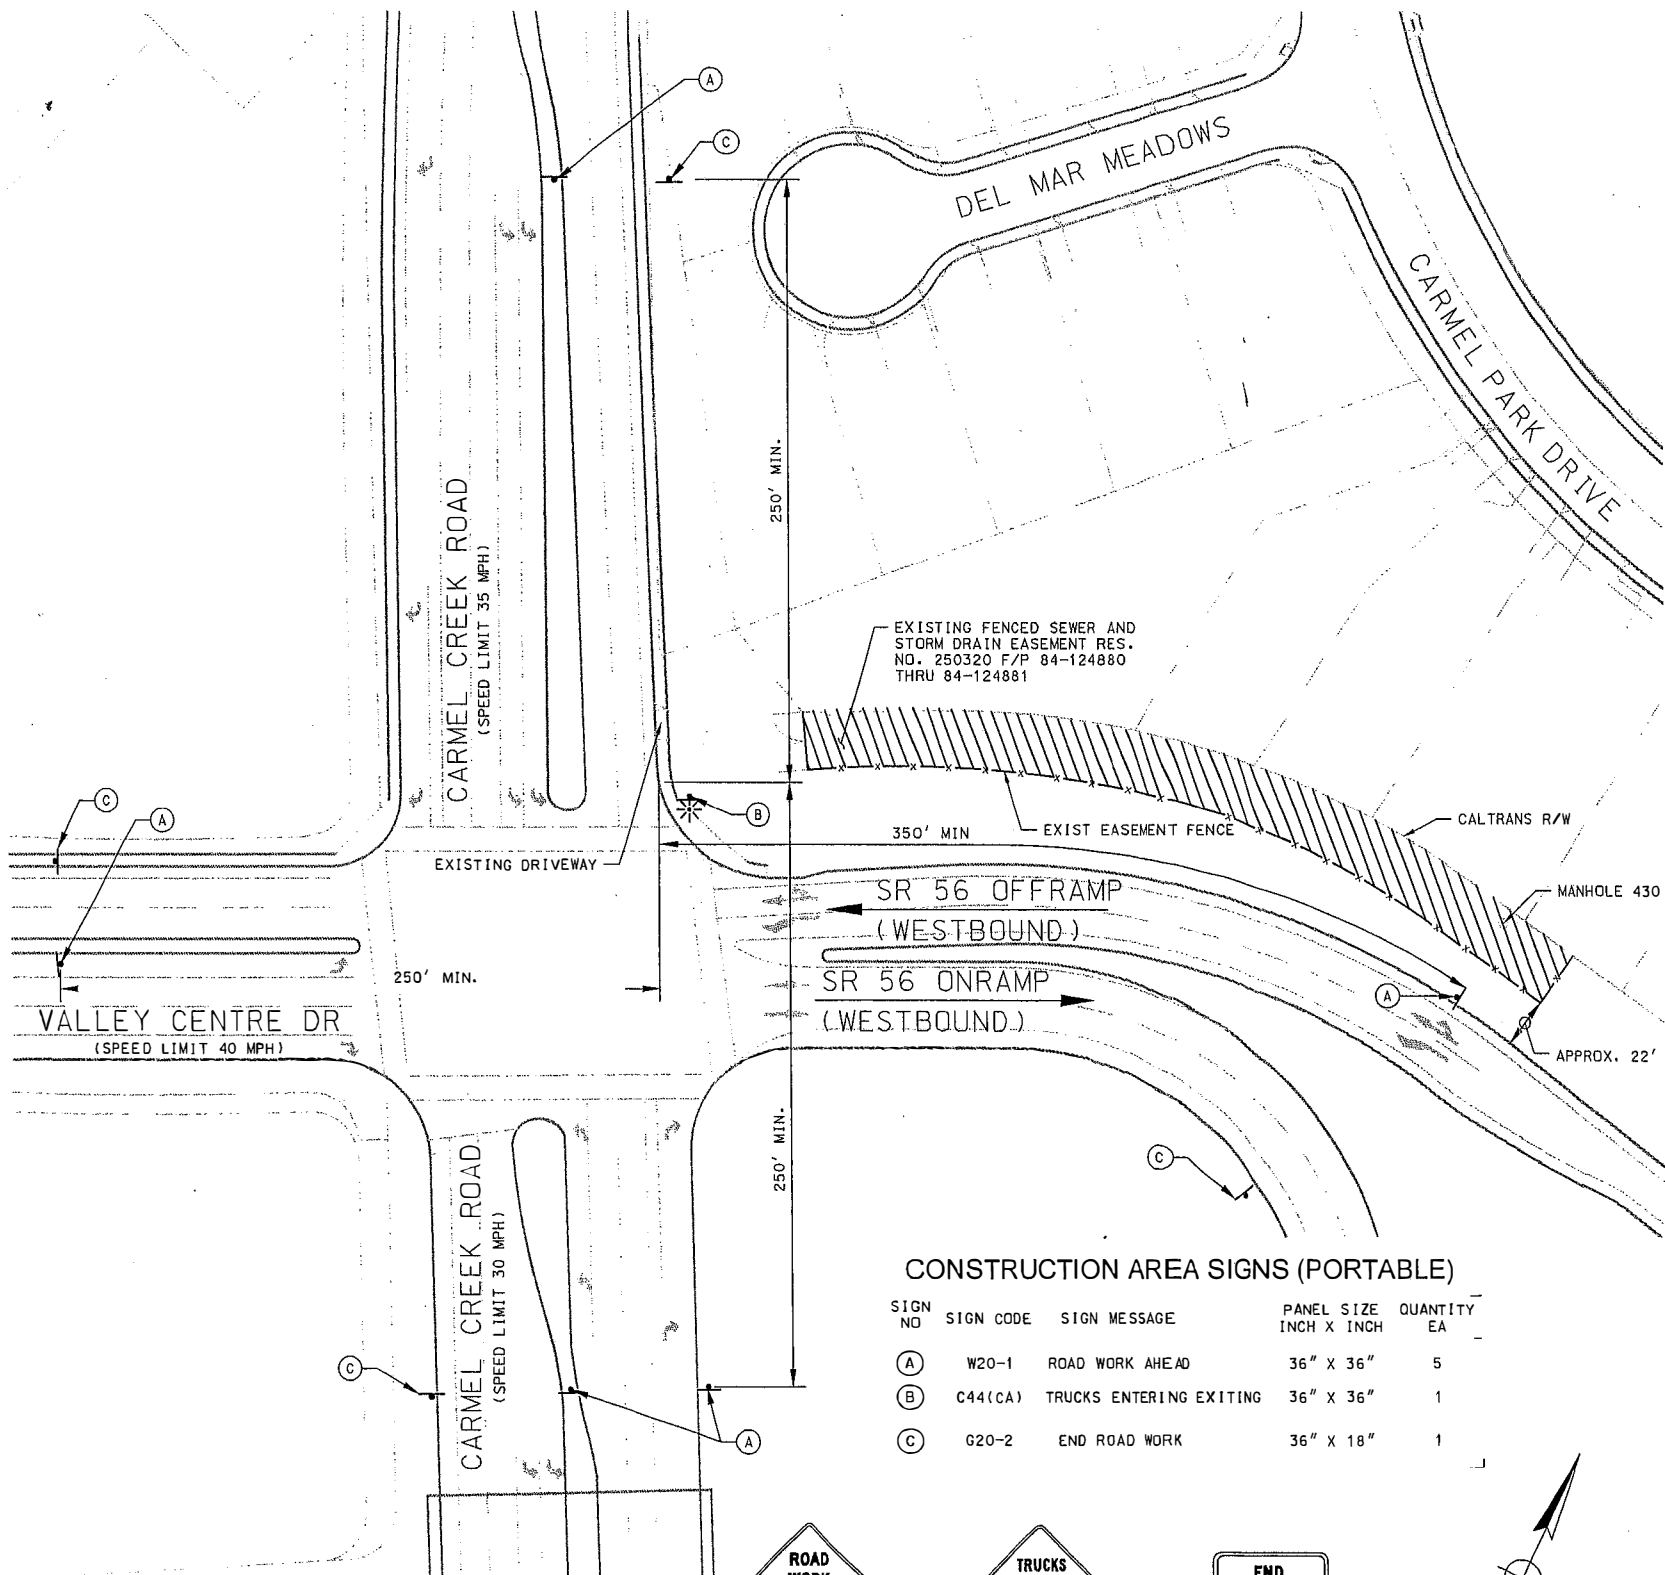 A
C
DEL MAR MEADOWS
CARMEL PARK DRIVE
250' MIN.
CARMEL CREEK ROAD
(SPEED LIMIT 35 MPH)
EXISTING FENCED SEWER AND
STORM DRAIN EASEMENT RES.
NO. 250320 F/P 84-124880
THRU 84-124881
C
A
B
EXISTING DRIVEWAY
350' MIN
EXIST EASEMENT FENCE
CALTRANS R/W
MANHOLE 430
SR 56 OFFRAMP
(WESTBOUND)
250' MIN.
SR 56 ONRAMP
(WESTBOUND)
A
APPROX. 22'
VALLEY CENTRE DR
(SPEED LIMIT 40 MPH)
250' MIN.
C
CARMEL CREEK ROAD
(SPEED LIMIT 30 MPH)
C
A
CONSTRUCTION AREA SIGNS (PORTABLE)
SIGN NO SIGN CODE SIGN MESSAGE PANEL SIZE INCH X INCH QUANTITY EA
A W20-1 ROAD WORK AHEAD 36" X 36" 5
B C44(CA) TRUCKS ENTERING EXITING 36" X 36" 1
C G20-2 END ROAD WORK 36" X 18" 1
ROAD
WORK
TRUCKS
END